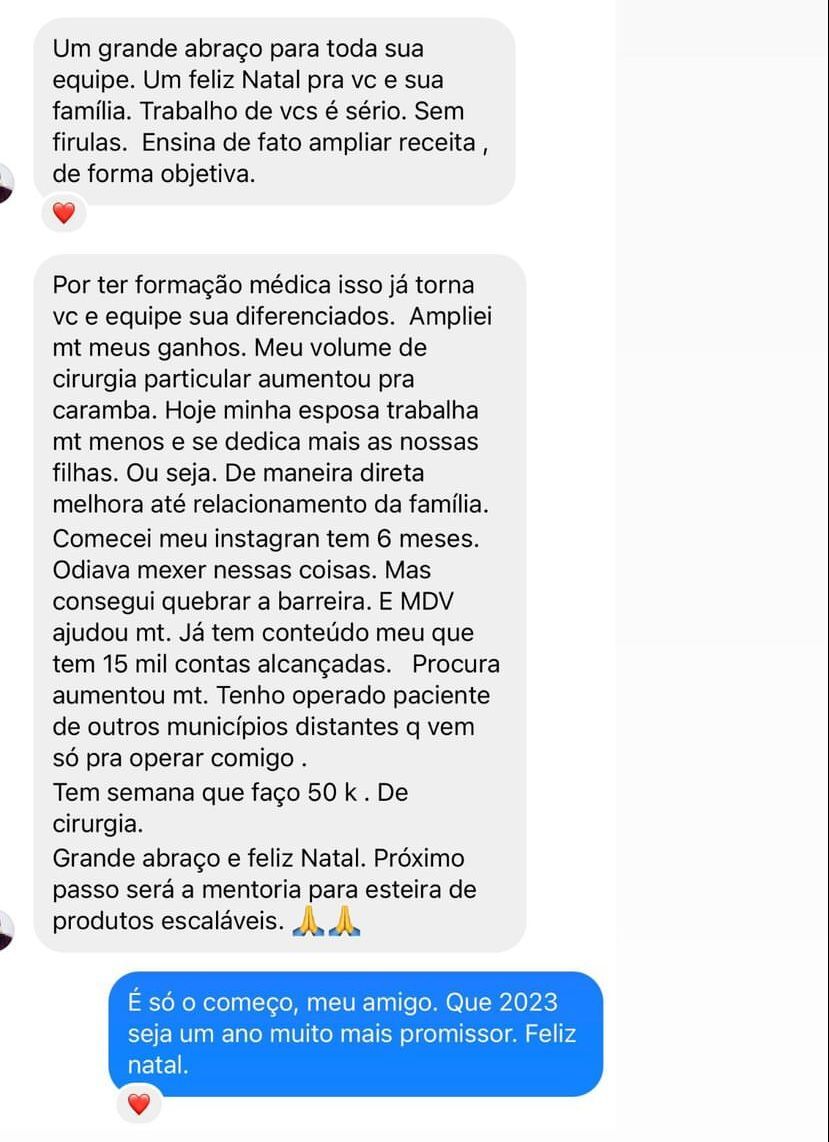 Um grande abraço para toda sua
equipe. Um feliz Natal pra vc e sua
família. Trabalho de vcs é sério. Sem
firulas.  Ensina de fato ampliar receita ,
de forma objetiva.
Por ter formação médica isso já torna
vc e equipe sua diferenciados.  Ampliei
mt meus ganhos. Meu volume de
cirurgia particular aumentou pra
caramba. Hoje minha esposa trabalha
mt menos e se dedica mais as nossas
filhas. Ou seja. De maneira direta
melhora até relacionamento da família.
Comecei meu instagran tem 6 meses.
Odiava mexer nessas coisas. Mas
consegui quebrar a barreira. E MDV
ajudou mt. Já tem conteúdo meu que
tem 15 mil contas alcançadas.   Procura
aumentou mt. Tenho operado paciente
de outros municípios distantes q vem
só pra operar comigo .
Tem semana que faço 50 k . De
cirurgia.
Grande abraço e feliz Natal. Próximo
passo será a mentoria para esteira de
produtos escaláveis. 🙏🙏
É só o começo, meu amigo. Que 2023
seja um ano muito mais promissor. Feliz
natal.